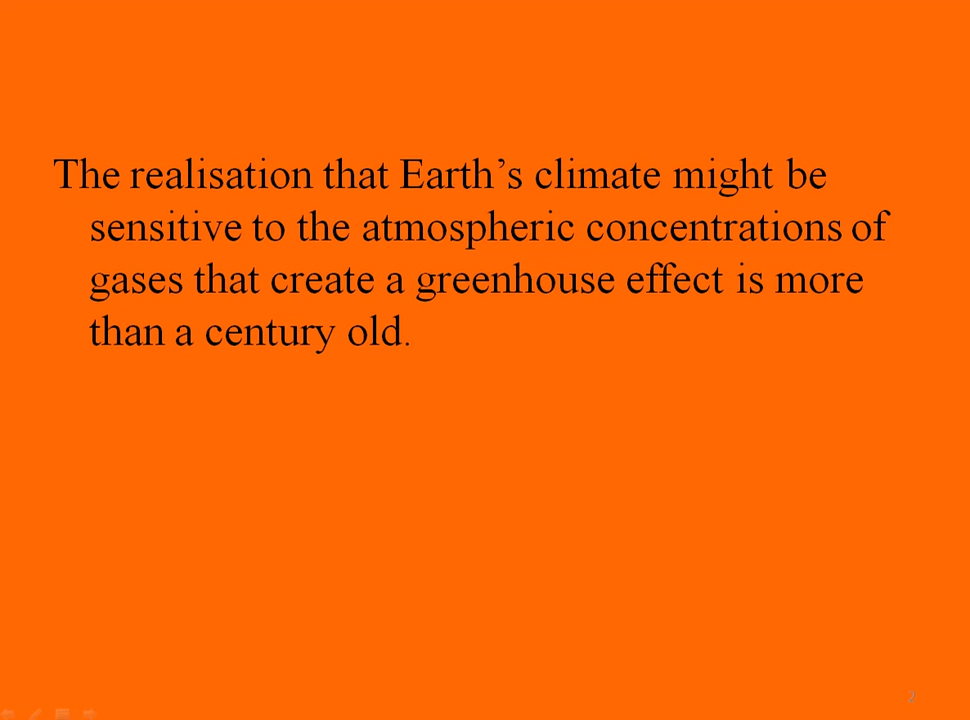 The realisation that Earth’s climate might be
sensitive to the atmospheric concentrations of
gases that create a greenhouse effect is more
than a century old.
2